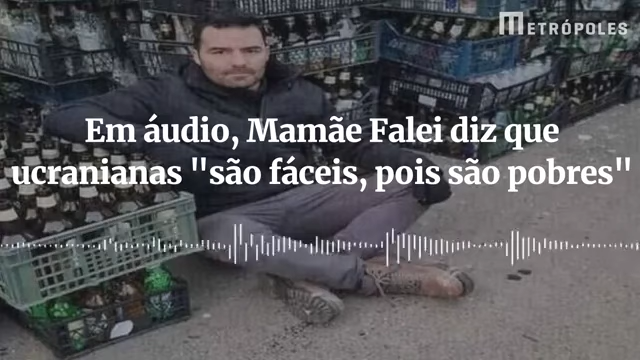 METRÓPOLES
Em áudio, Mamãe Falei diz que
ucranianas "são fáceis, pois são pobres"